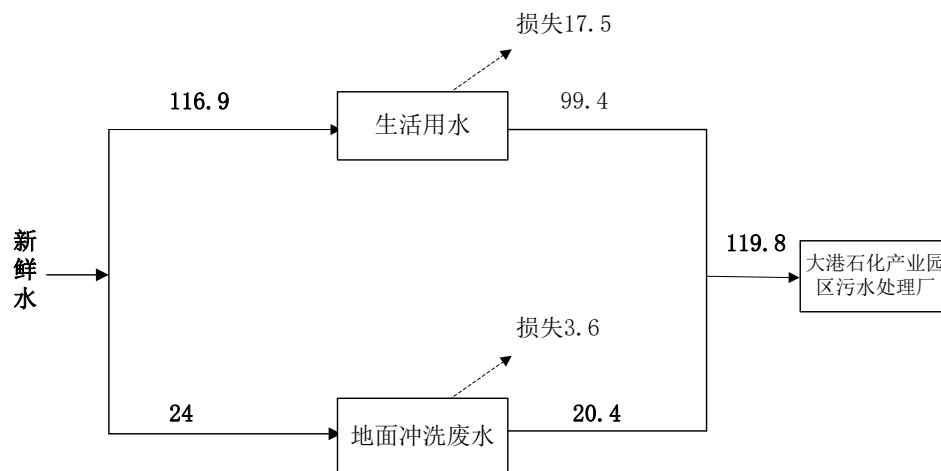 损失17.5
116.9
99.4
生活用水
新
鲜
水
119.8
大港石化产业园
区污水处理厂
损失3.6
24
20.4
地面冲洗废水